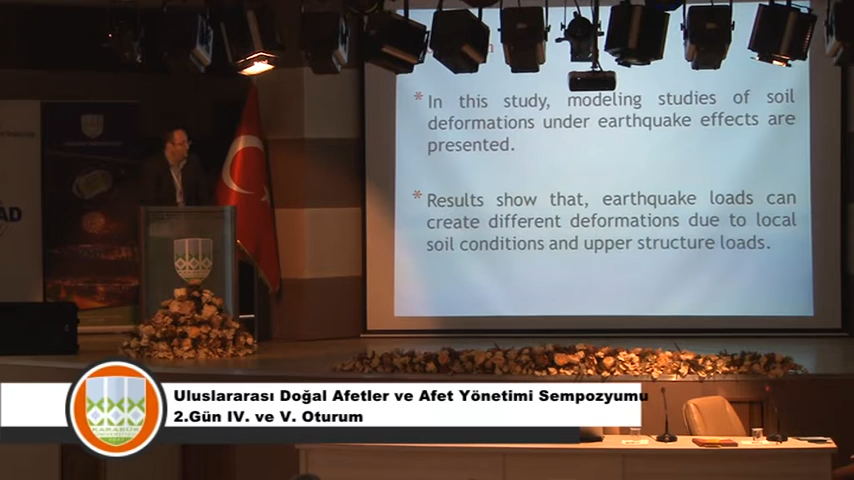 * In this study, modeling studies of soil
deformations under earthquake effects are
presented.
* Results show that, earthquake loads can
create different deformations due to local
soil conditions and upper structure loads.
AD
Uluslararası Doğal Afetler ve Afet Yönetimi Sempozyumu
2.Gün IV. ve V. Oturum
KARABÜK